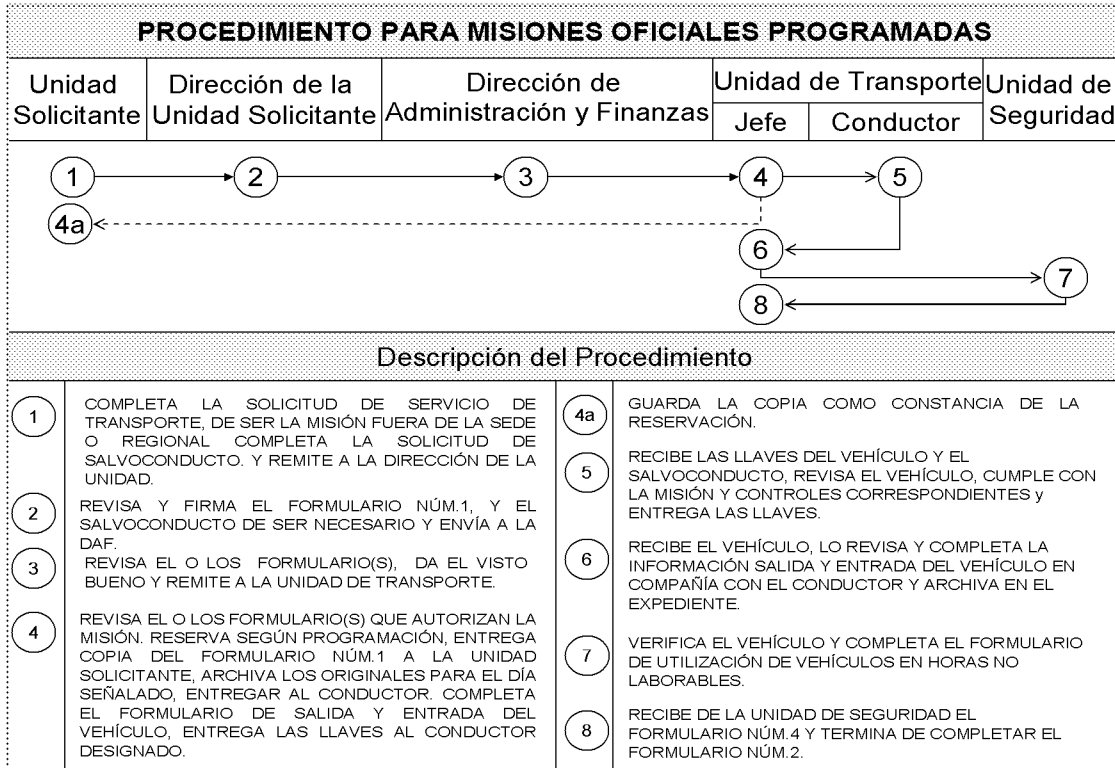 PROCEDIMIENTO PARA MISIONES OFICIALES PROGRAMADAS
Unidad
Solicitante
Dirección de la
Unidad Solicitante
Dirección de
Administración y Finanzas
Unidad de Transporte
Jefe
Conductor
Unidad de
Seguridad
1
2
3
4
5
4a
6
7
8
Descripción del Procedimiento
1
COMPLETA LA SOLICITUD DE SERVICIO DE
TRANSPORTE, DE SER LA MISIÓN FUERA DE LA SEDE
O REGIONAL COMPLETA LA SOLICITUD DE
SALVOCONDUCTO. Y REMITE A LA DIRECCIÓN DE LA
UNIDAD.
2
REVISA Y FIRMA EL FORMULARIO NÚM.1, Y EL
SALVOCONDUCTO DE SER NECESARIO Y ENVÍA A LA
DAF.
3
REVISA EL O LOS FORMULARIO(S), DA EL VISTO
BUENO Y REMITE A LA UNIDAD DE TRANSPORTE.
4
REVISA EL O LOS FORMULARIO(S) QUE AUTORIZAN LA
MISIÓN. RESERVA SEGÚN PROGRAMACIÓN, ENTREGA
COPIA DEL FORMULARIO NÚM.1 A LA UNIDAD
SOLICITANTE, ARCHIVA LOS ORIGINALES PARA EL DÍA
SEÑALADO, ENTREGAR AL CONDUCTOR. COMPLETA
EL FORMULARIO DE SALIDA Y ENTRADA DEL
VEHÍCULO, ENTREGA LAS LLAVES AL CONDUCTOR
DESIGNADO.
4a
GUARDA LA COPIA COMO CONSTANCIA DE LA
RESERVACIÓN.
5
RECIBE LAS LLAVES DEL VEHÍCULO Y EL
SALVOCONDUCTO, REVISA EL VEHÍCULO, CUMPLE CON
LA MISIÓN Y CONTROLES CORRESPONDIENTES y
ENTREGA LAS LLAVES.
6
RECIBE EL VEHÍCULO, LO REVISA Y COMPLETA LA
INFORMACIÓN SALIDA Y ENTRADA DEL VEHÍCULO EN
COMPAÑÍA CON EL CONDUCTOR Y ARCHIVA EN EL
EXPEDIENTE.
7
VERIFICA EL VEHÍCULO Y COMPLETA EL FORMULARIO
DE UTILIZACIÓN DE VEHÍCULOS EN HORAS NO
LABORABLES.
8
RECIBE DE LA UNIDAD DE SEGURIDAD EL
FORMULARIO NÚM.4 Y TERMINA DE COMPLETAR EL
FORMULARIO NÚM.2.